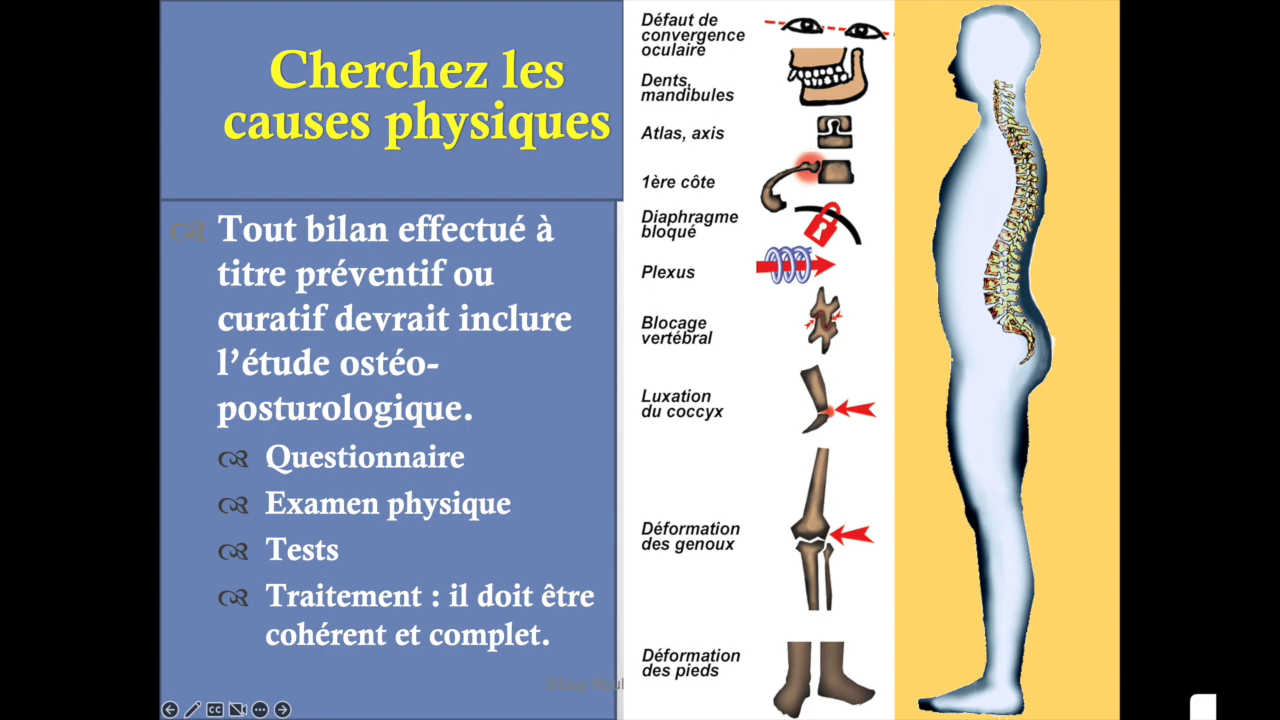 Cherchez les
causes physiques
Tout bilan effectué à
titre préventif ou
curatif devrait inclure
l’étude ostéo-
posturologique.
Questionnaire
Examen physique
Tests
Traitement : il doit être
cohérent et complet.
Défaut de
convergence
oculaire
Dents,
mandibules
Atlas, axis
1ère côte
Diaphragme
bloqué
Plexus
Blocage
vertébral
Luxation
du coccyx
Déformation
des genoux
Déformation
des pieds
CC